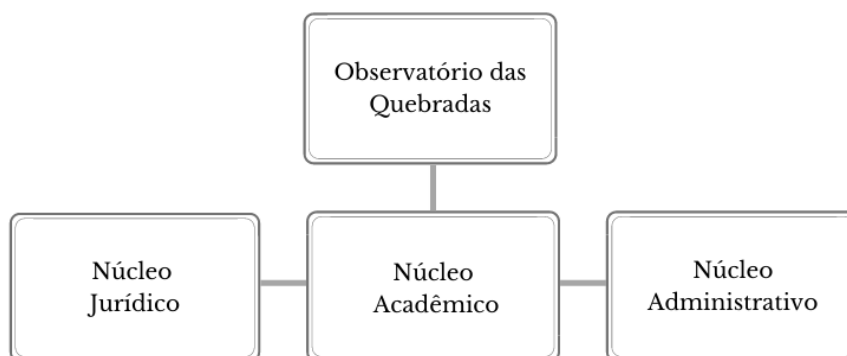 Observatório das
Quebradas
Núcleo
Jurídico
Núcleo
Acadêmico
Núcleo
Administrativo